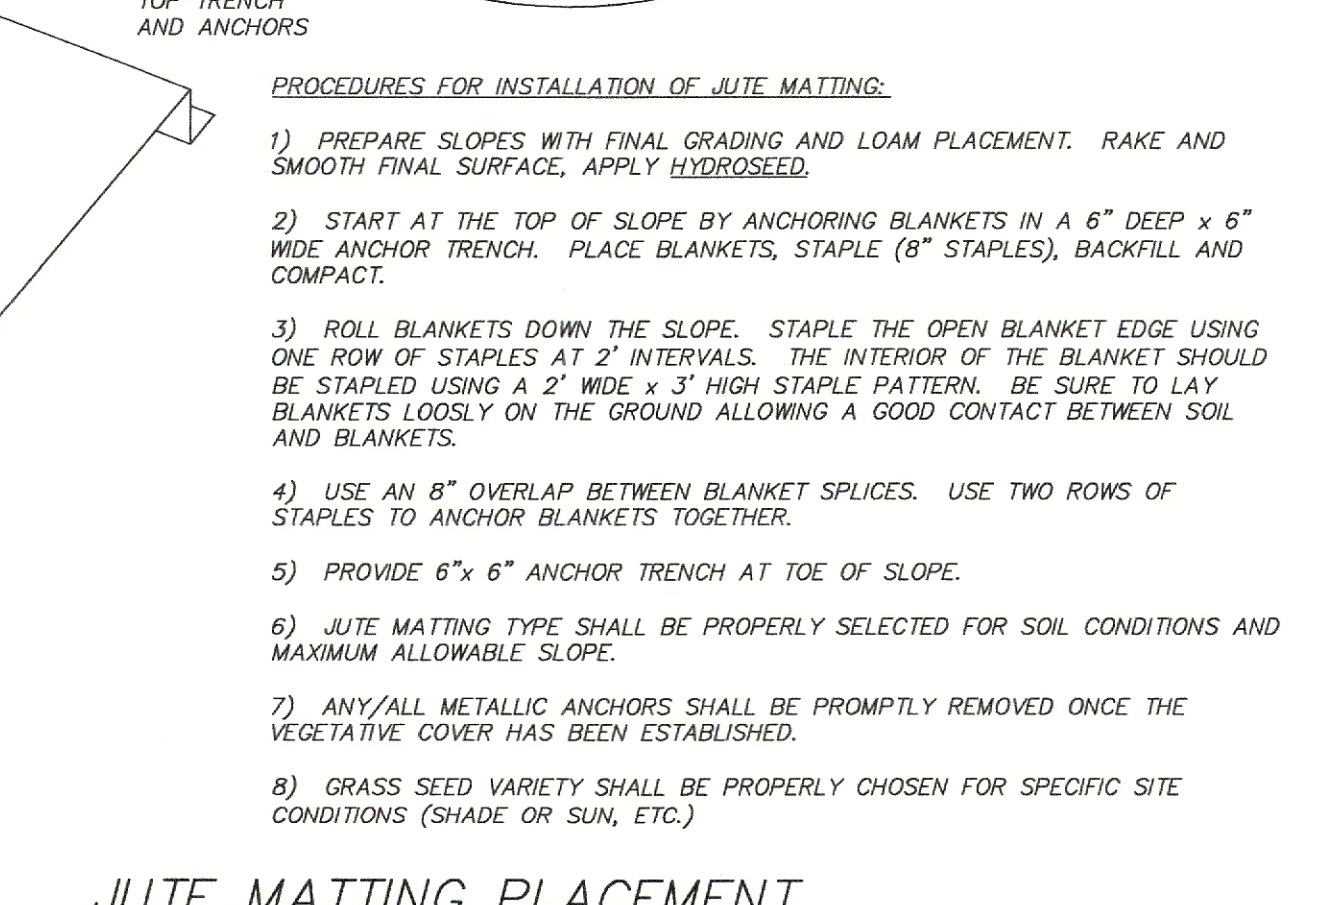 TOP TRENCH
AND ANCHORS
PROCEDURES FOR INSTALLATION OF JUTE MATTING:
1) PREPARE SLOPES WITH FINAL GRADING AND LOAM PLACEMENT. RAKE AND
SMOOTH FINAL SURFACE, APPLY HYDROSEED.
2) START AT THE TOP OF SLOPE BY ANCHORING BLANKETS IN A 6" DEEP x 6"
WIDE ANCHOR TRENCH. PLACE BLANKETS, STAPLE (8" STAPLES), BACKFILL AND
COMPACT.
3) ROLL BLANKETS DOWN THE SLOPE. STAPLE THE OPEN BLANKET EDGE USING
ONE ROW OF STAPLES AT 2' INTERVALS. THE INTERIOR OF THE BLANKET SHOULD
BE STAPLED USING A 2' WIDE x 3' HIGH STAPLE PATTERN. BE SURE TO LAY
BLANKETS LOOSLY ON THE GROUND ALLOWING A GOOD CONTACT BETWEEN SOIL
AND BLANKETS.
4) USE AN 8" OVERLAP BETWEEN BLANKET SPLICES. USE TWO ROWS OF
STAPLES TO ANCHOR BLANKETS TOGETHER.
5) PROVIDE 6"x 6" ANCHOR TRENCH AT TOE OF SLOPE.
6) JUTE MATTING TYPE SHALL BE PROPERLY SELECTED FOR SOIL CONDITIONS AND
MAXIMUM ALLOWABLE SLOPE.
7) ANY/ALL METALLIC ANCHORS SHALL BE PROMPTLY REMOVED ONCE THE
VEGETATIVE COVER HAS BEEN ESTABLISHED.
8) GRASS SEED VARIETY SHALL BE PROPERLY CHOSEN FOR SPECIFIC SITE
CONDITIONS (SHADE OR SUN, ETC.)
JUTE MATTING PLACEMENT